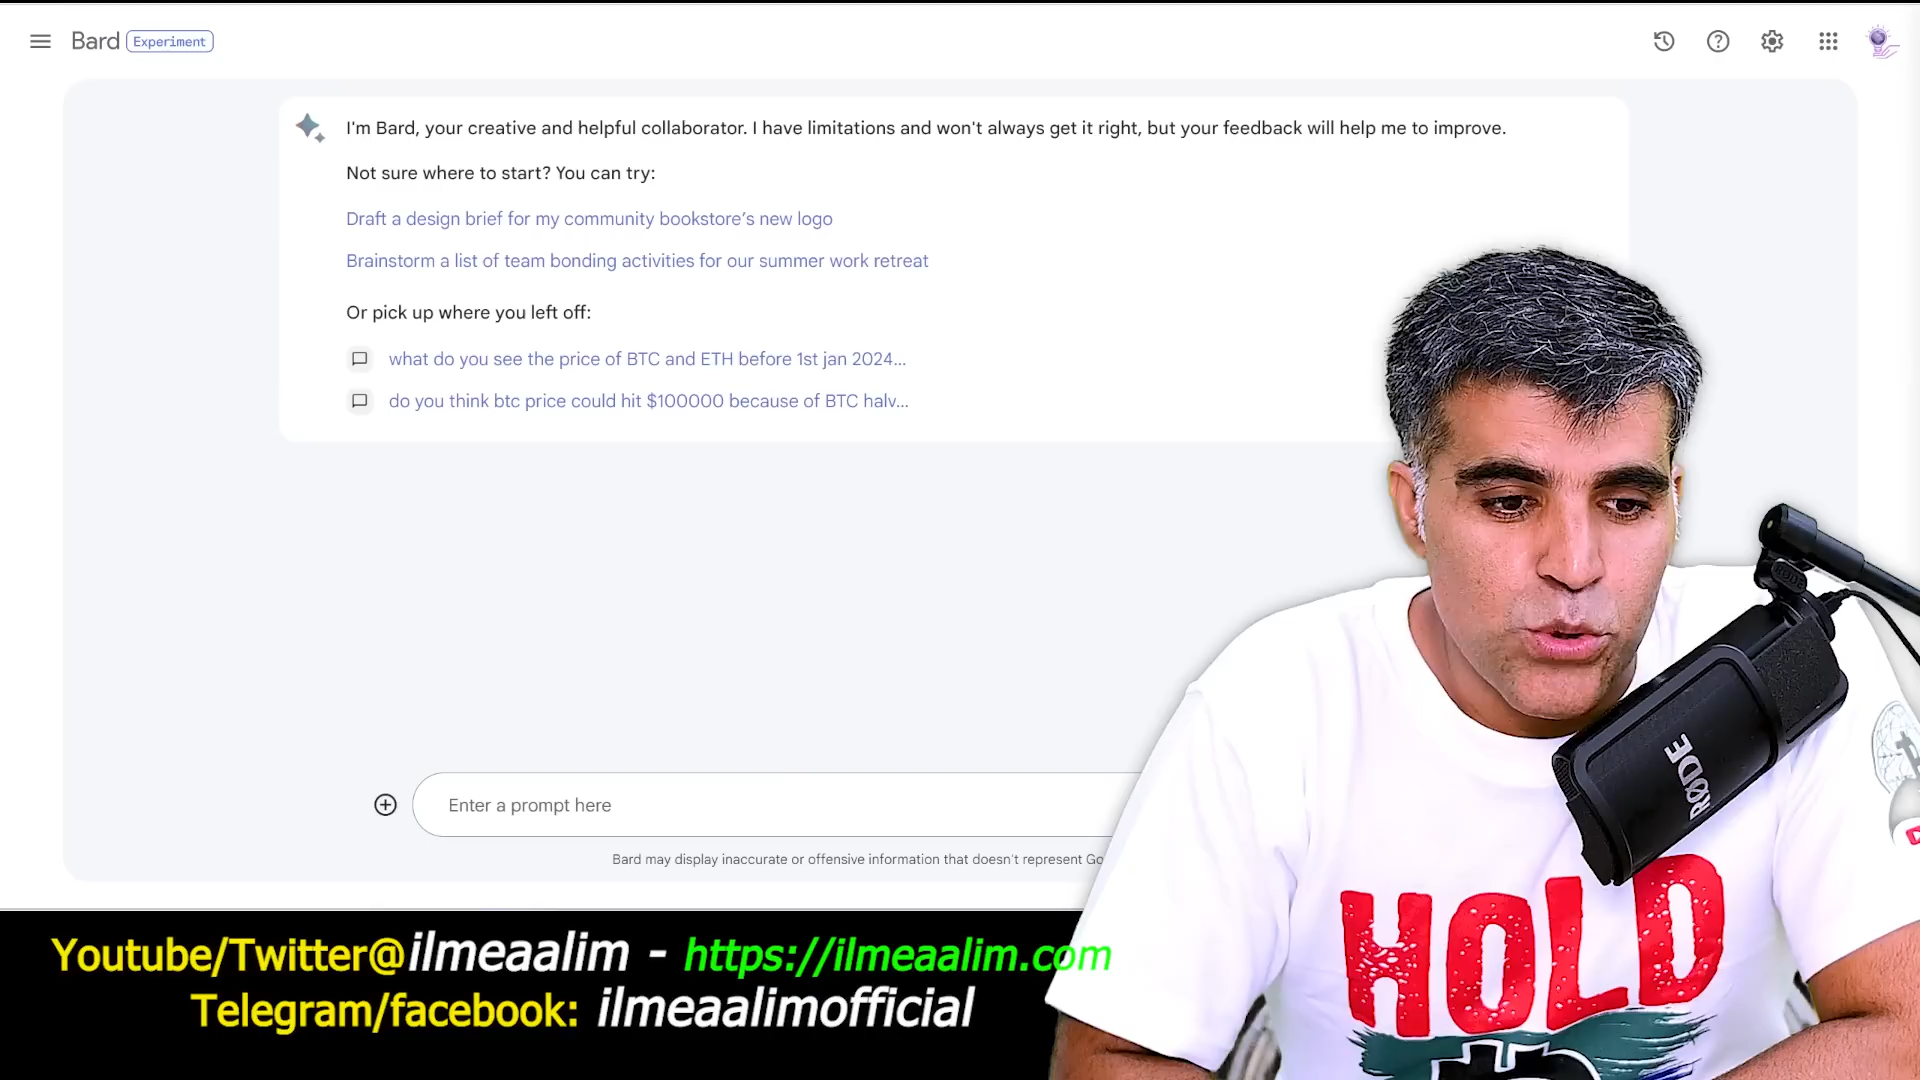 Bard Experiment
I'm Bard, your creative and helpful collaborator. I have limitations and won't always get it right, but your feedback will help me to improve.
Not sure where to start? You can try:
Draft a design brief for my community bookstore’s new logo
Brainstorm a list of team bonding activities for our summer work retreat
Or pick up where you left off:
what do you see the price of BTC and ETH before 1st jan 2024...
do you think btc price could hit $100000 because of BTC halv...
Enter a prompt here
Bard may display inaccurate or offensive information that doesn't represent Go
RØDE
HOLD
Youtube/Twitter@ilmeaalim - https://ilmeaalim.com
Telegram/facebook: ilmeaalimofficial